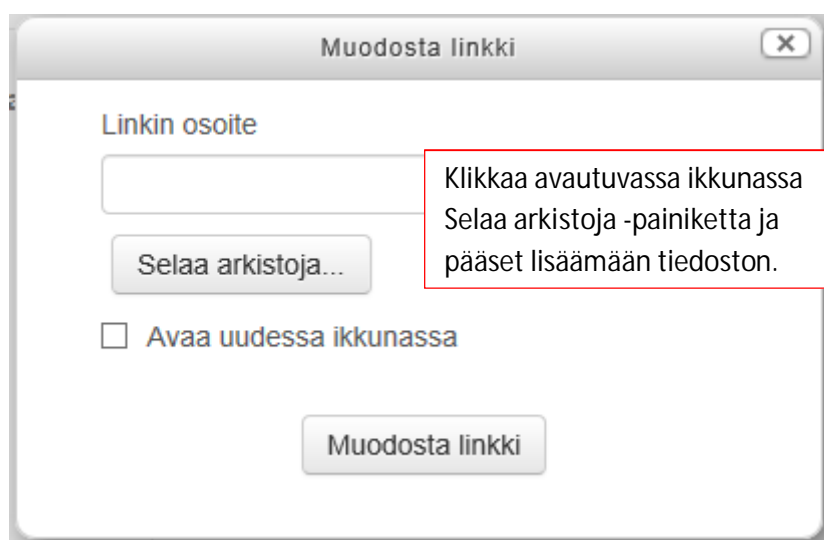 Muodosta linkki
Linkin osoite
Klikkaa avautuvassa ikkunassa
Selaa arkistoja -painiketta ja
pääset lisäämään tiedoston.
Selaa arkistoja...
Avaa uudessa ikkunassa
Muodosta linkki